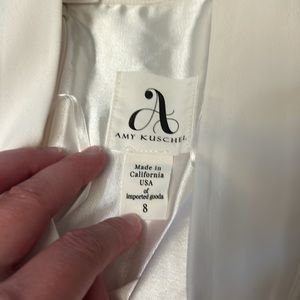 A
AMY KUSCHEL
Made in
California
USA
of
imported goods
8